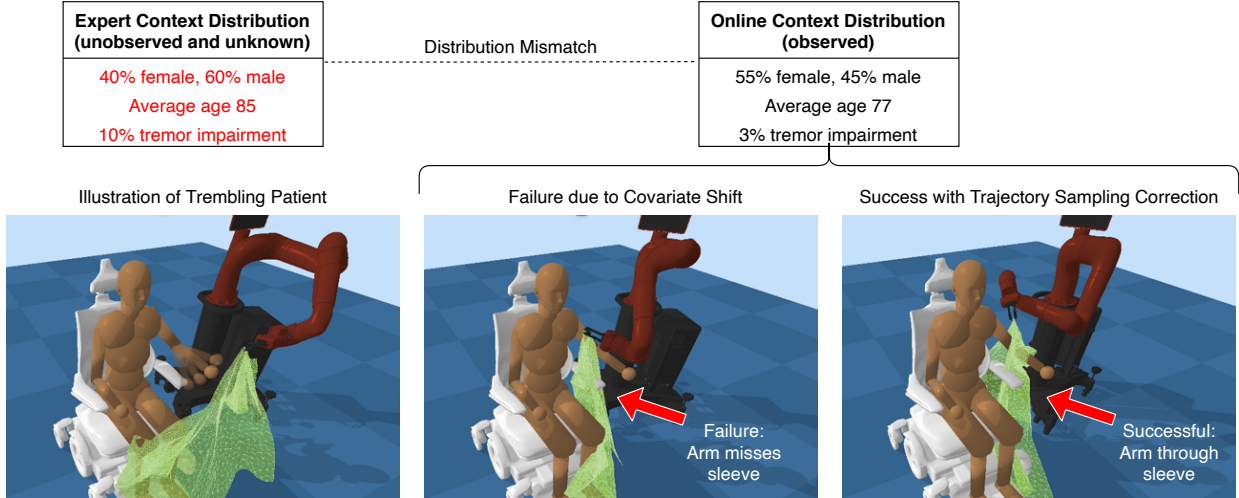 Expert Context Distribution
(unobserved and unknown)
40% female, 60% male
Average age 85
10% tremor impairment
Distribution Mismatch
Online Context Distribution
(observed)
55% female, 45% male
Average age 77
3% tremor impairment
Illustration of Trembling Patient
Failure due to Covariate Shift
Failure:
Arm misses
sleeve
Success with Trajectory Sampling Correction
Successful:
Arm through
sleeve